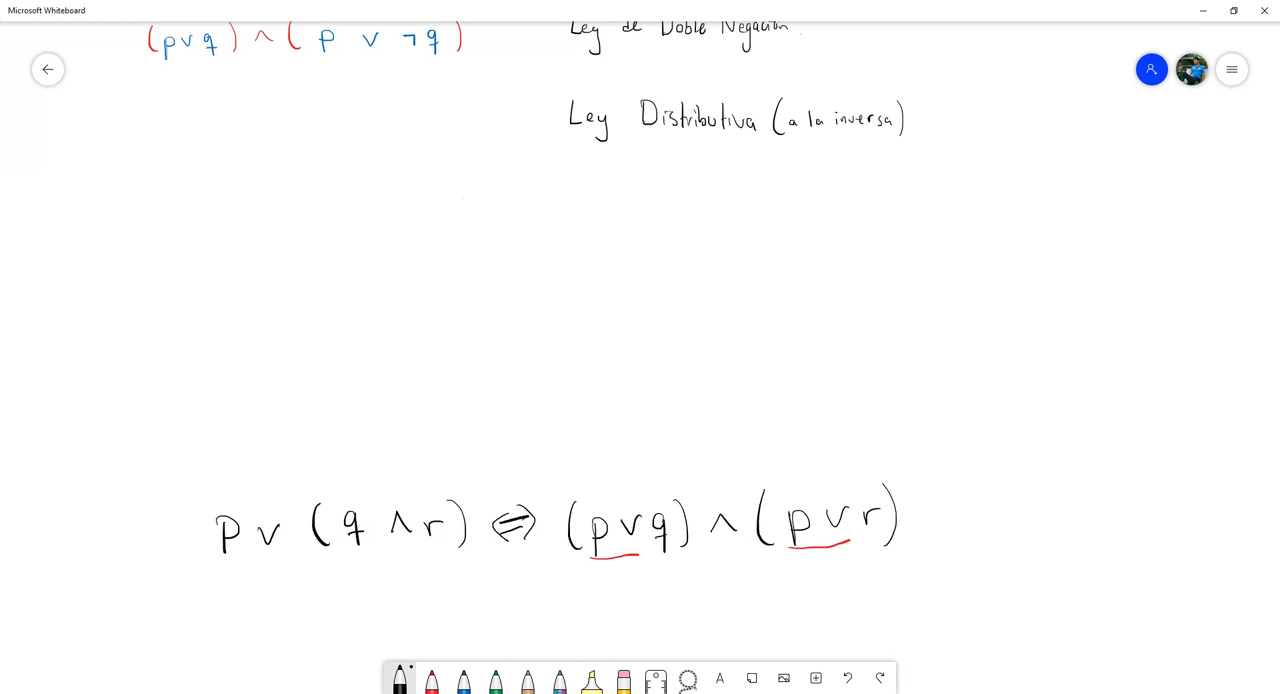 Microsoft Whiteboard
Ley de Doble Negación.
(p ∨ q) ∧ (p ∨ ¬q)
Ley Distributiva (a la inversa)
p ∨ (q ∧ r) ⇔ (p ∨ q) ∧ (p ∨ r)
A